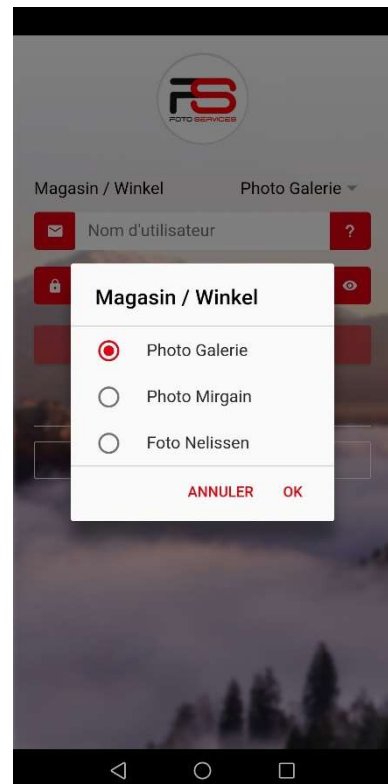 FS
FOTO SERVICES
Magasin / Winkel Photo Galerie
Nom d'utilisateur ?
Magasin / Winkel
Photo Galerie
Photo Mirgain
Foto Nelissen
ANNULER OK